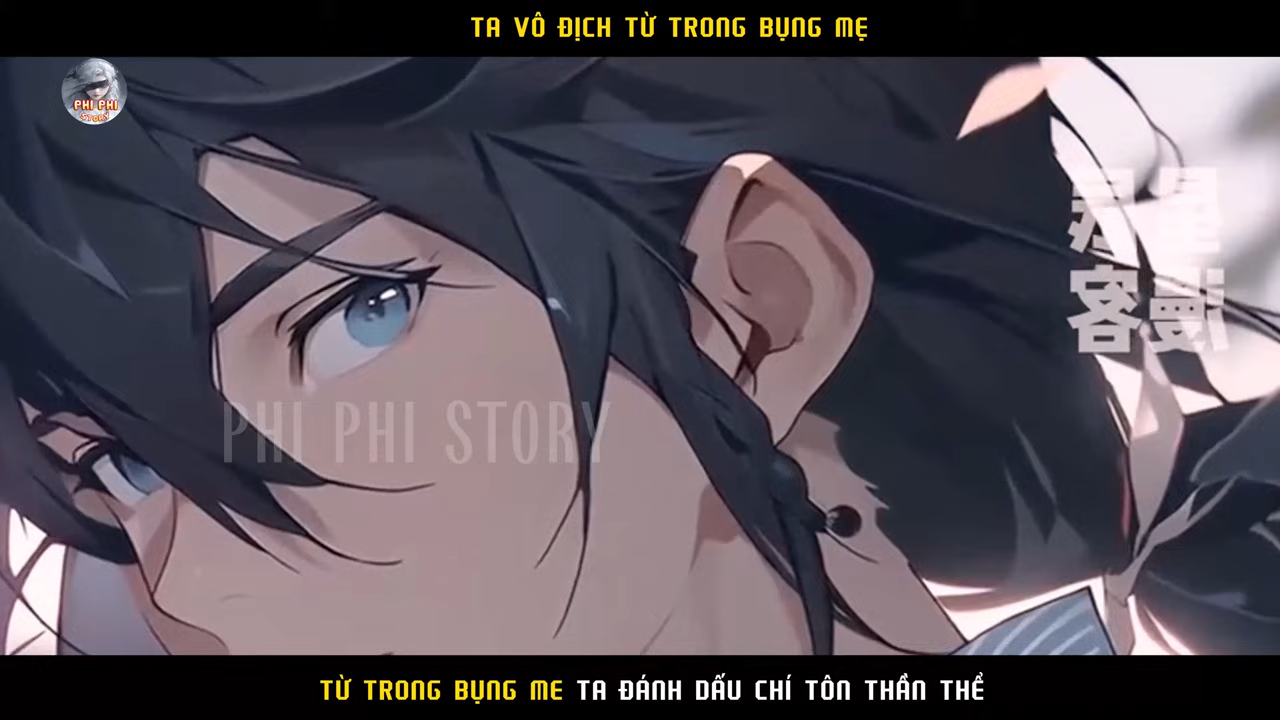 TA VÔ ĐỊCH TỪ TRONG BỤNG MẸ
PHI PHI
STORY
PHI PHI STORY
TỪ TRONG BỤNG ME TA ĐÁNH DẤU CHÍ TÔN THẦN THỂ